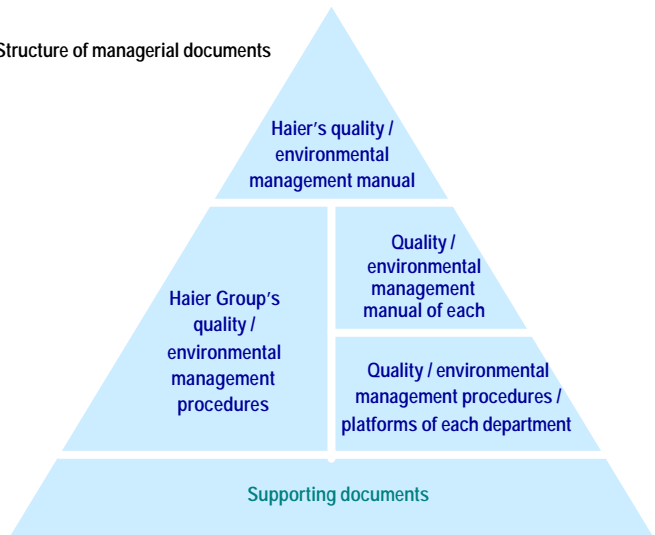 Structure of managerial documents
Haier's quality /
environmental
management manual
Haier Group's
quality /
environmental
management
procedures
Quality /
environmental
management
manual of each
Quality / environmental
management procedures /
platforms of each department
Supporting documents